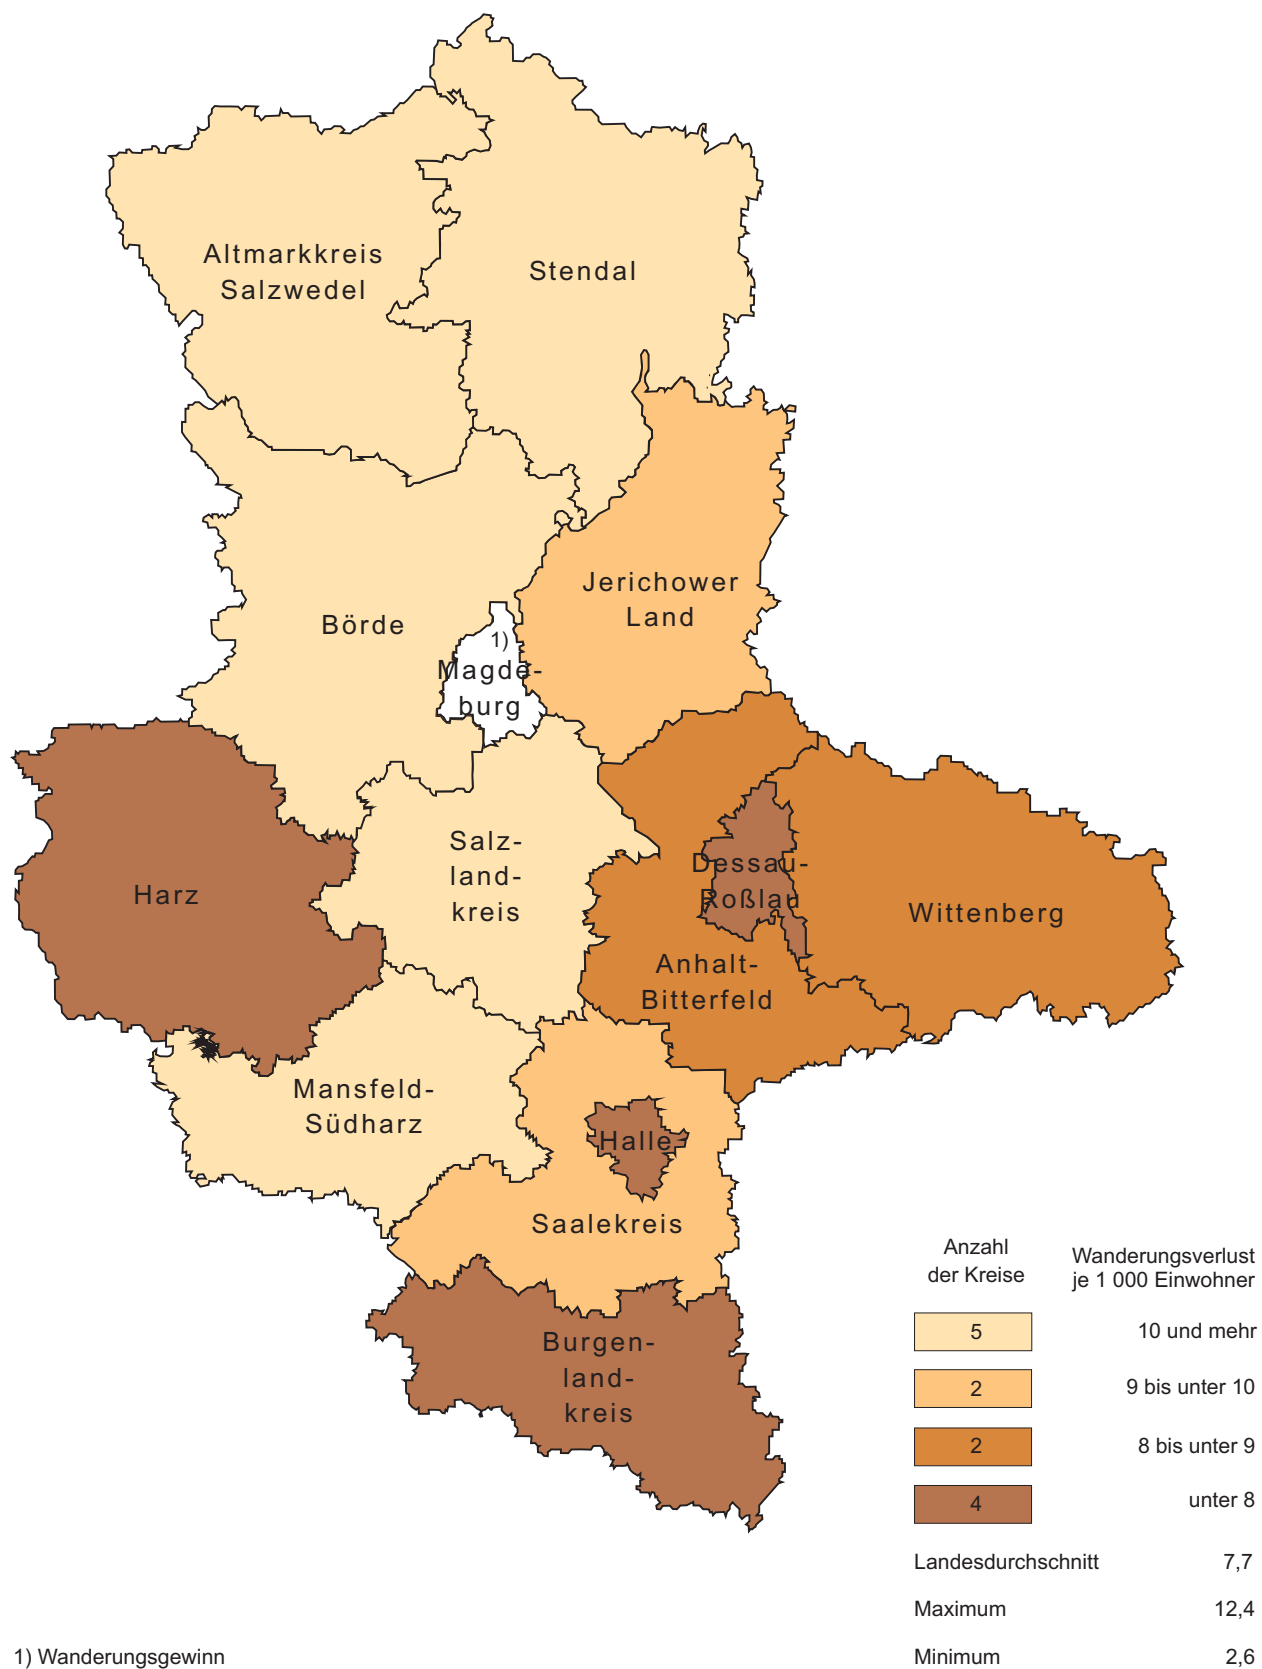 Altmarkkreis
Salzwedel
Stendal
Jerichower
Land
Börde
1)
Magde-
burg
Salz-
land-
kreis
Harz
Dessau-
Roßlau
Wittenberg
Anhalt-
Bitterfeld
Mansfeld-
Südharz
Halle
Saalekreis
Burgen-
land-
kreis
Anzahl
der Kreise
Wanderungsverlust
je 1 000 Einwohner
5 10 und mehr
2 9 bis unter 10
2 8 bis unter 9
4 unter 8
Landesdurchschnitt 7,7
Maximum 12,4
Minimum 2,6
1) Wanderungsgewinn